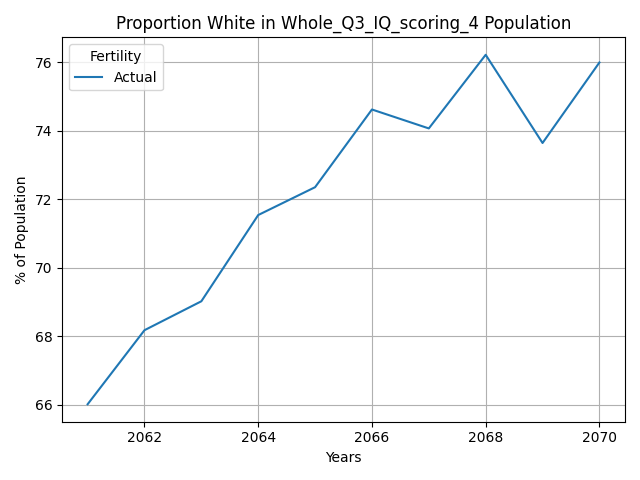 Proportion White in Whole_Q3_IQ_scoring_4 Population
Fertility
Actual
% of Population
76
74
72
70
68
66
2062 2064 2066 2068 2070
Years